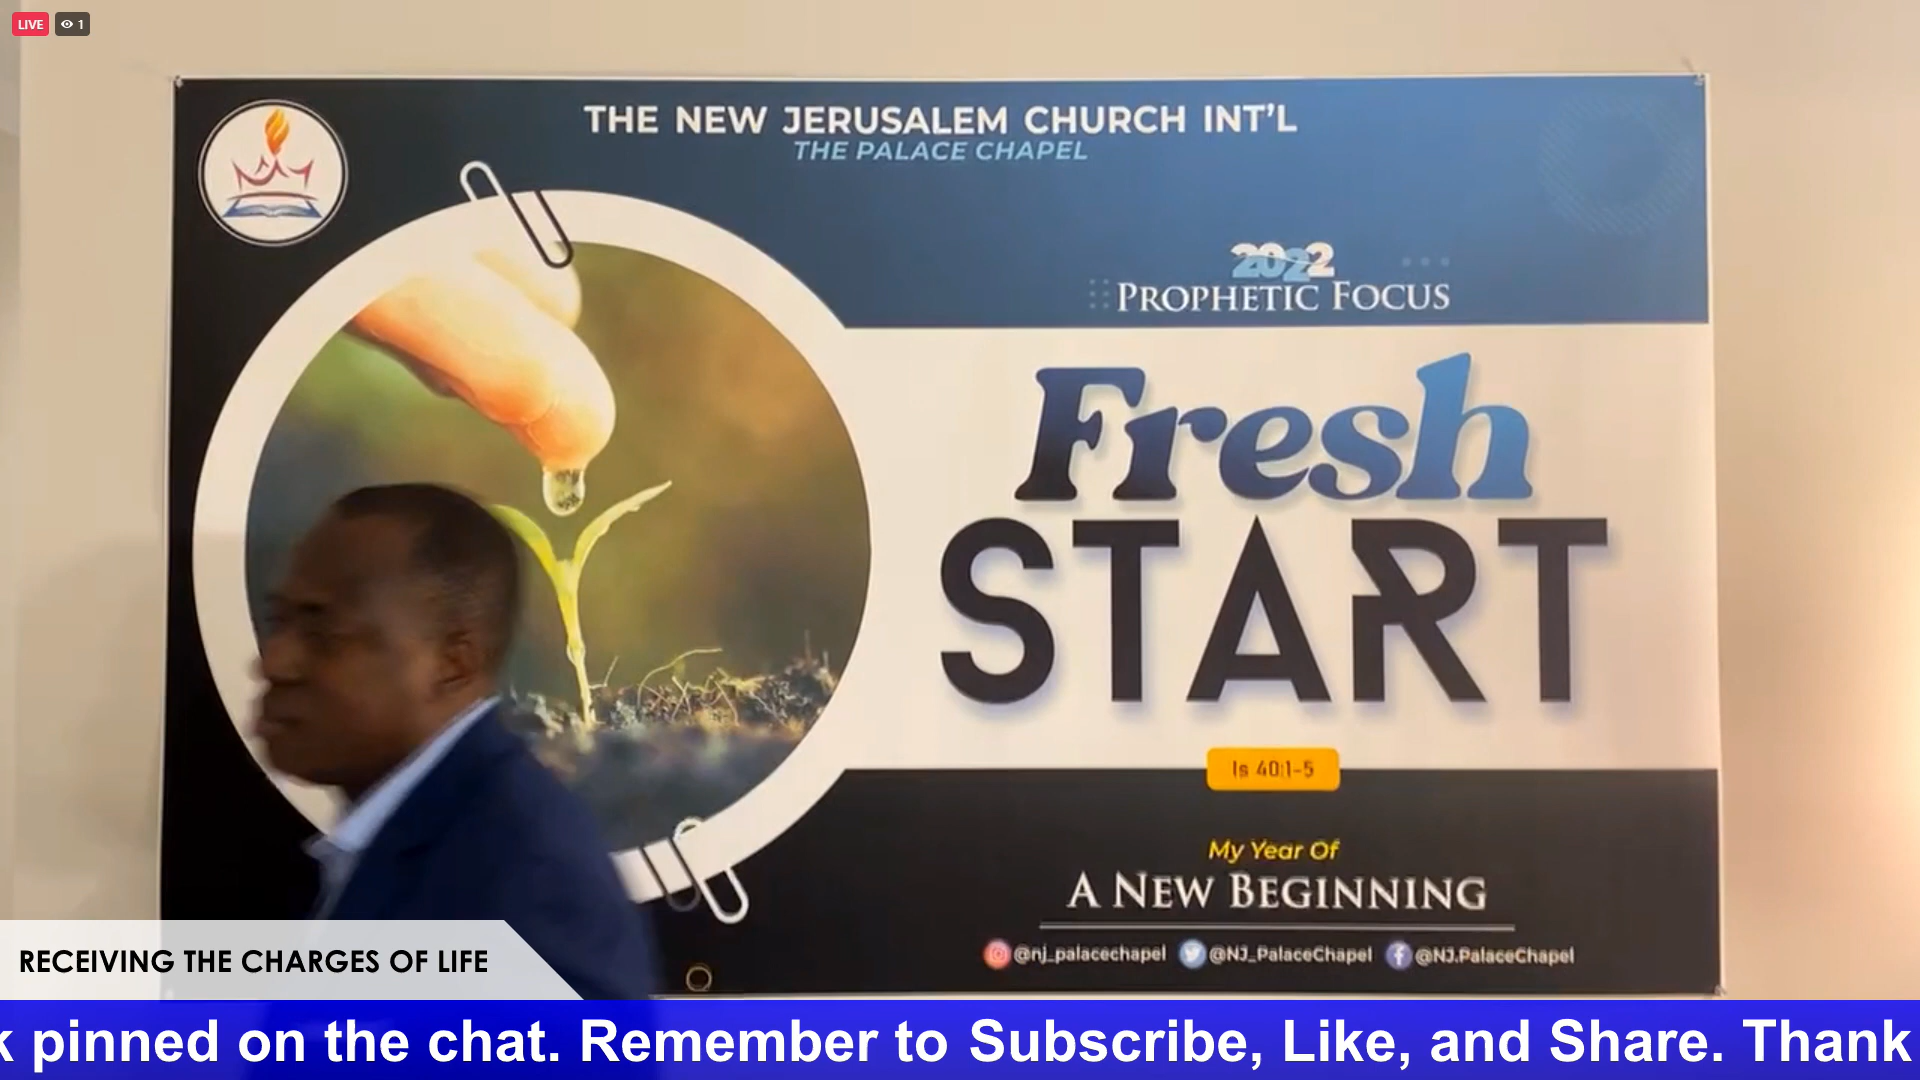 LIVE 1
THE NEW JERUSALEM CHURCH INT'L
THE PALACE CHAPEL
2022
PROPHETIC FOCUS
Fresh
START
Is 40:1-5
My Year Of
A NEW BEGINNING
@nj_palacechapel @NJ_PalaceChapel @NJ.PalaceChapel
RECEIVING THE CHARGES OF LIFE
k pinned on the chat. Remember to Subscribe, Like, and Share. Thank